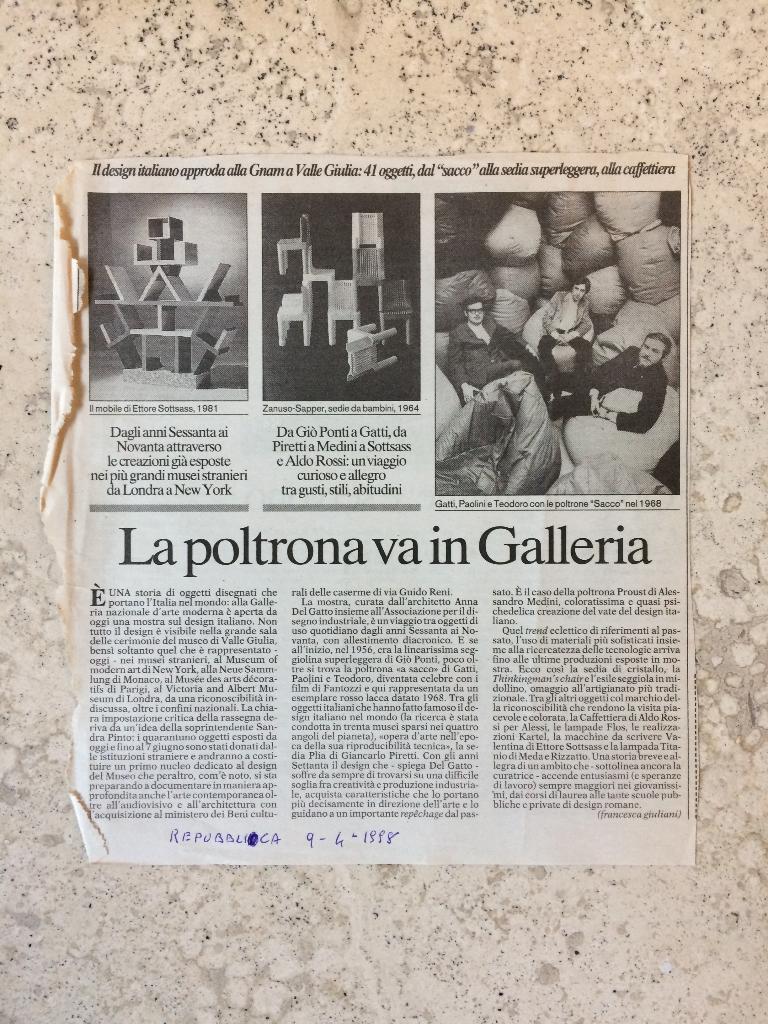 Il design italiano approda alla Gnam a Valle Giulia: 41 oggetti, dal “sacco” alla sedia superleggera, alla caffettiera
Il mobile di Ettore Sottsass, 1981
Zanuso-Sapper, sedie da bambini, 1964
Gatti, Paolini e Teodoro con le poltrone “Sacco” nel 1968
Dagli anni Sessanta ai
Novanta attraverso
le creazioni già esposte
nei più grandi musei stranieri
da Londra a New York
Da Giò Ponti a Gatti, da
Piretti a Medini a Sottsass
e Aldo Rossi: un viaggio
curioso e allegro
tra gusti, stili, abitudini
La poltrona va in Galleria
È UNA storia di oggetti disegnati che
portano l'Italia nel mondo: alla Galle-
ria nazionale d'arte moderna è aperta da
oggi una mostra sul design italiano. Non
tutto il design è visibile nella grande sala
delle cerimonie del museo di Valle Giulia,
bensì soltanto quel che è rappresentato -
oggi - nei musei stranieri, al Museum of
modern art di New York, alla Neue Samm-
lung di Monaco, al Musée des arts décora-
tifs di Parigi, al Victoria and Albert Mu-
seum di Londra, da una riconoscibilità in-
discussa, oltre i confini nazionali. La chia-
ra impostazione critica della rassegna de-
riva da un'idea della soprintendente San-
dra Pinto: i quarantuno oggetti esposti da
oggi e fino al 7 giugno sono stati donati dal-
le istituzioni straniere e andranno a costi-
tuire un primo nucleo dedicato al design
del Museo che peraltro, com'è noto, si sta
preparando a documentare in maniera ap-
profondita anche l'arte contemporanea ol-
tre all'audiovisivo e all'architettura con
l'acquisizione al ministero dei Beni cultu-
rali delle caserme di via Guido Reni.
La mostra, curata dall'architetto Anna
Del Gatto insieme all'Associazione per il di-
segno industriale, è un viaggio tra oggetti di
uso quotidiano dagli anni Sessanta ai No-
vanta, con allestimento diacronico. E se
all'inizio, nel 1956, era la linearissima seg-
giolina superleggera di Giò Ponti, poco ol-
tre si trova la poltrona «a sacco» di Gatti,
Paolini e Teodoro, diventata celebre con i
film di Fantozzi e qui rappresentata da un
esemplare rosso lacca datato 1968. Tra gli
oggetti italiani che hanno fatto famoso il de-
sign italiano nel mondo (la ricerca è stata
condotta in trenta musei sparsi nei quattro
angoli del pianeta), «opera d'arte nell'epo-
ca della sua riproducibilità tecnica», la se-
dia Plia di Giancarlo Piretti. Con gli anni
Settanta il design che - spiega Del Gatto -
soffre da sempre di trovarsi su una difficile
soglia fra creatività e produzione industria-
le, acquista caratteristiche che lo portano
più decisamente in direzione dell'arte e lo
guidano a un importante repêchage dal pas-
sato. È il caso della poltrona Proust di Ales-
sandro Medini, coloratissima e quasi psi-
chedelica creazione del vate del design ita-
liano.
Quel trend eclettico di riferimenti al pas-
sato, l'uso di materiali più sofisticati insie-
me alla ricercatezza delle tecnologie arriva
fino alle ultime produzioni esposte in mo-
stra. Ecco così la sedia di cristallo, la
Thinkingman's chair e l'esile seggiola in mi-
dollino, omaggio all'artigianato più tradi-
zionale. Tra gli altri oggetti col marchio del-
la riconoscibilità che rendono la visita pia-
cevole e colorata, la Caffettiera di Aldo Ros-
si per Alessi, le lampade Flos, le realizza-
zioni Kartel, la macchine da scrivere Va-
lentina di Ettore Sottsass e la lampada Tita-
nio di Meda e Rizzatto. Una storia breve e al-
legra di un ambito che - sottolinea ancora la
curatrice - accende entusiasmi (e speranze
di lavoro) sempre maggiori nei giovanissi-
mi, dai corsi di laurea alle tante scuole pub-
bliche e private di design romane.
(francesca giuliani)
REPUBBLICA 9-4-1998